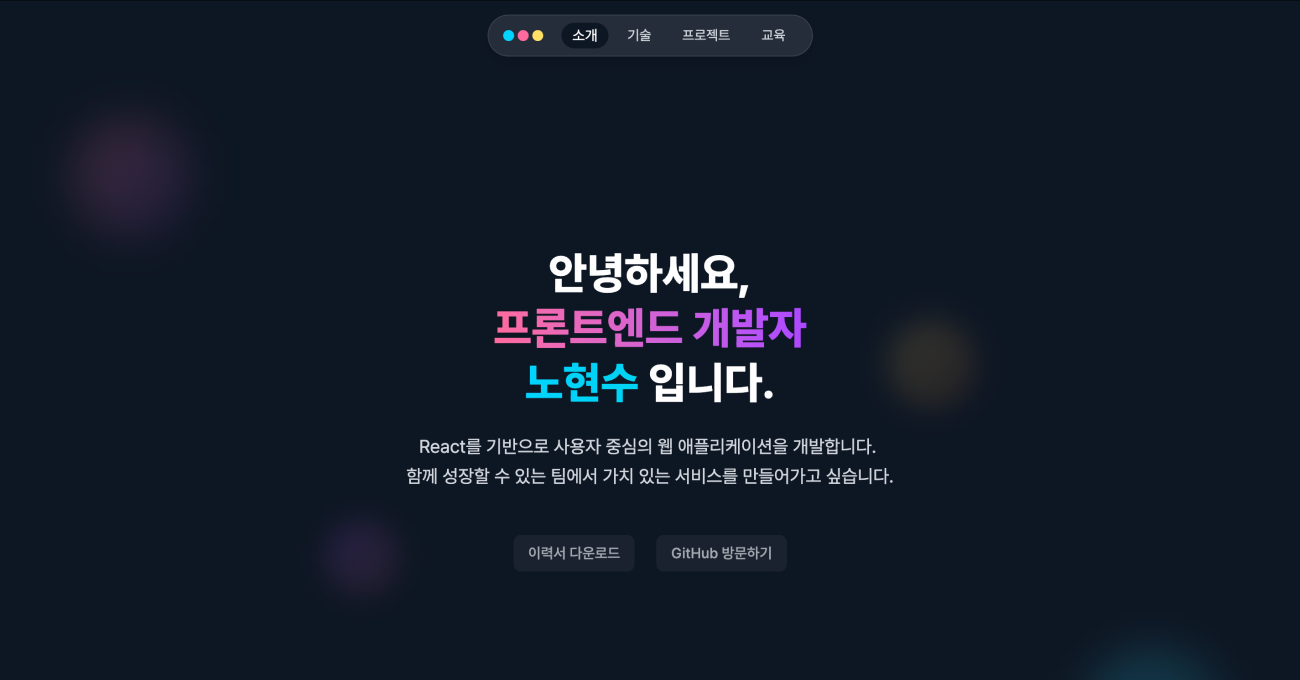 소개 기술 프로젝트 교육
안녕하세요,
프론트엔드 개발자
노현수 입니다.
React를 기반으로 사용자 중심의 웹 애플리케이션을 개발합니다.
함께 성장할 수 있는 팀에서 가치 있는 서비스를 만들어가고 싶습니다.
이력서 다운로드 GitHub 방문하기